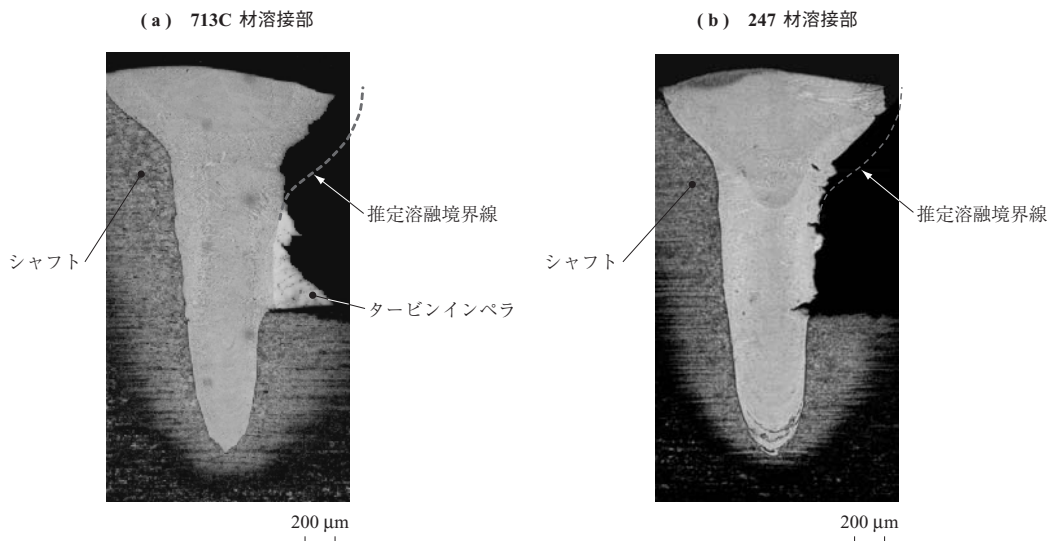 ( a ) 713C 材溶接部
( b ) 247 材溶接部
推定溶融境界線
シャフト
タービンインペラ
200 µm
推定溶融境界線
シャフト
200 µm